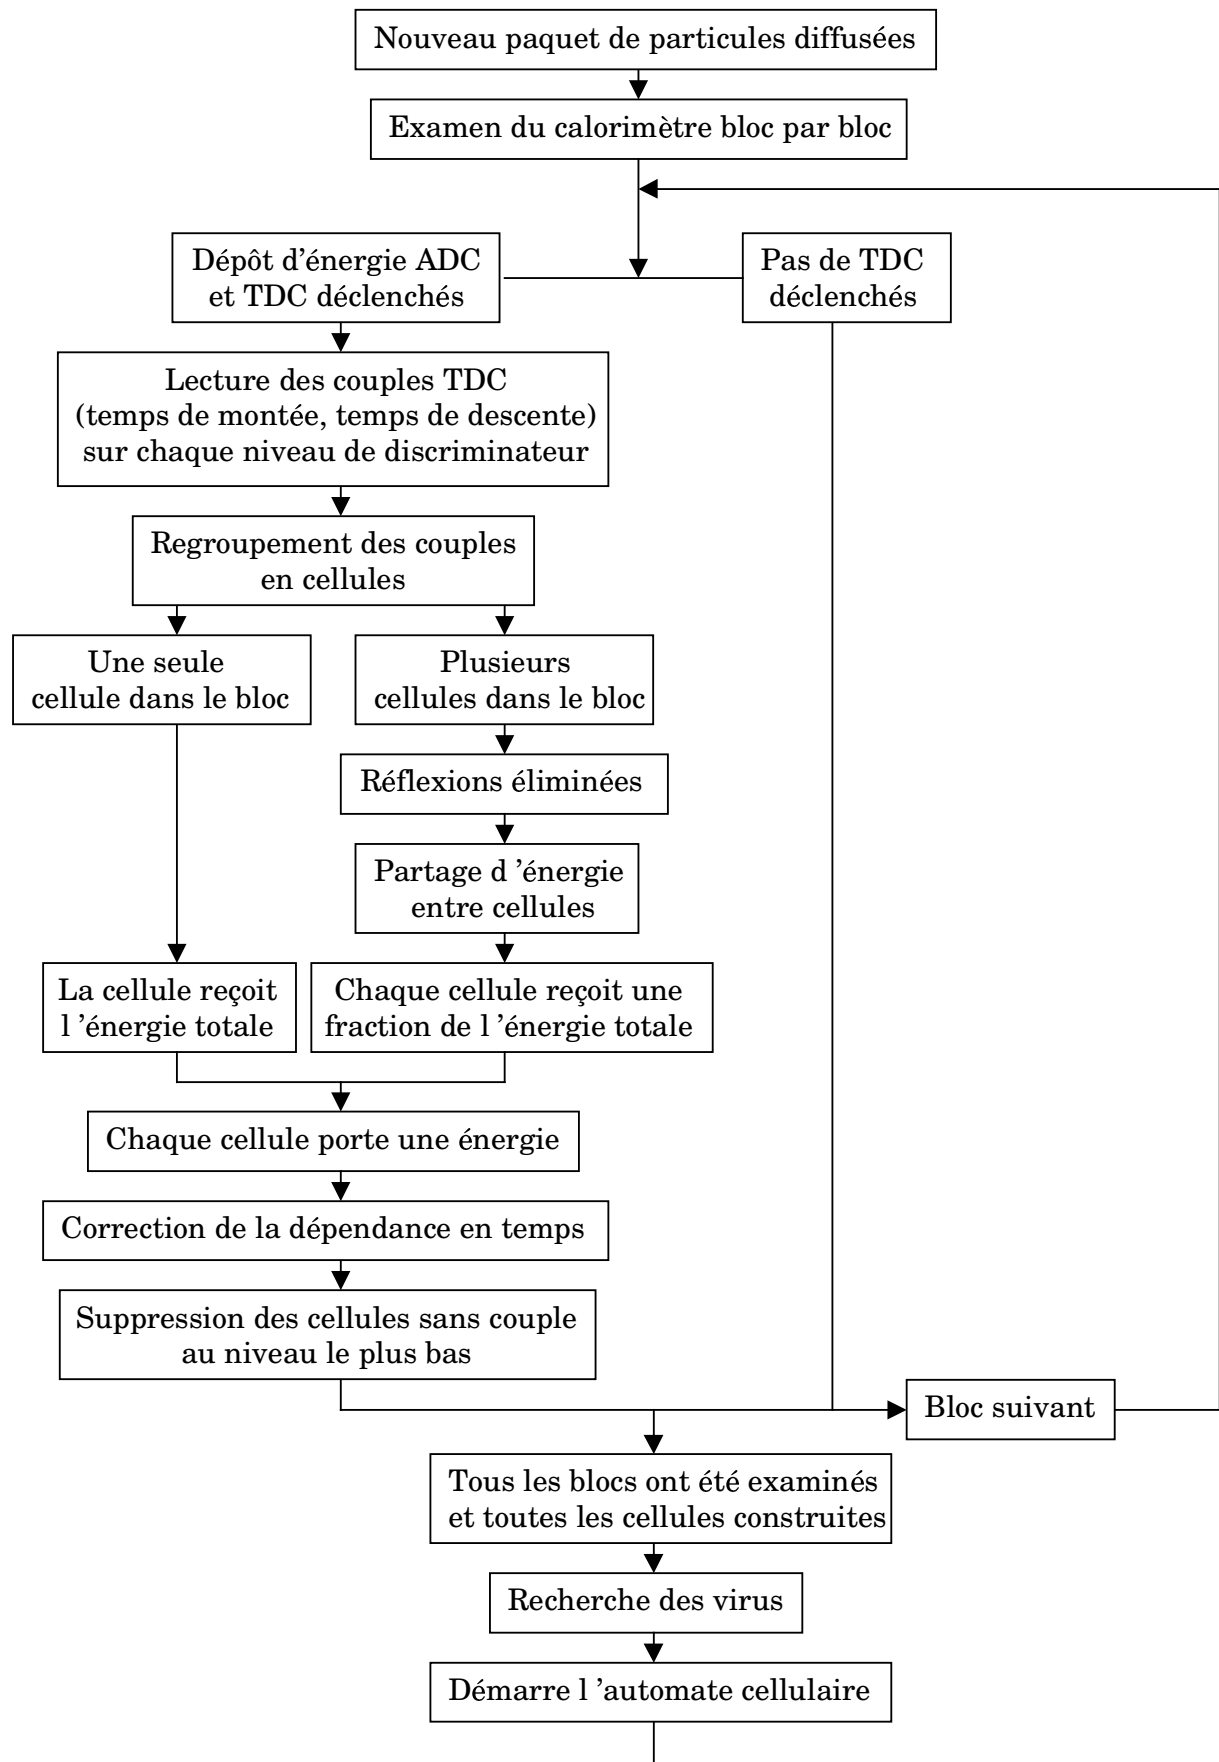 Nouveau paquet de particules diffusées
Examen du calorimètre bloc par bloc
Dépôt d'énergie ADC
et TDC déclenchés
Pas de TDC
déclenchés
Lecture des couples TDC
(temps de montée, temps de descente)
sur chaque niveau de discriminateur
Regroupement des couples
en cellules
Une seule
cellule dans le bloc
Plusieurs
cellules dans le bloc
Réflexions éliminées
Partage d ’énergie
entre cellules
La cellule reçoit
l ’énergie totale
Chaque cellule reçoit une
fraction de l ’énergie totale
Chaque cellule porte une énergie
Correction de la dépendance en temps
Suppression des cellules sans couple
au niveau le plus bas
Bloc suivant
Tous les blocs ont été examinés
et toutes les cellules construites
Recherche des virus
Démarre l ’automate cellulaire